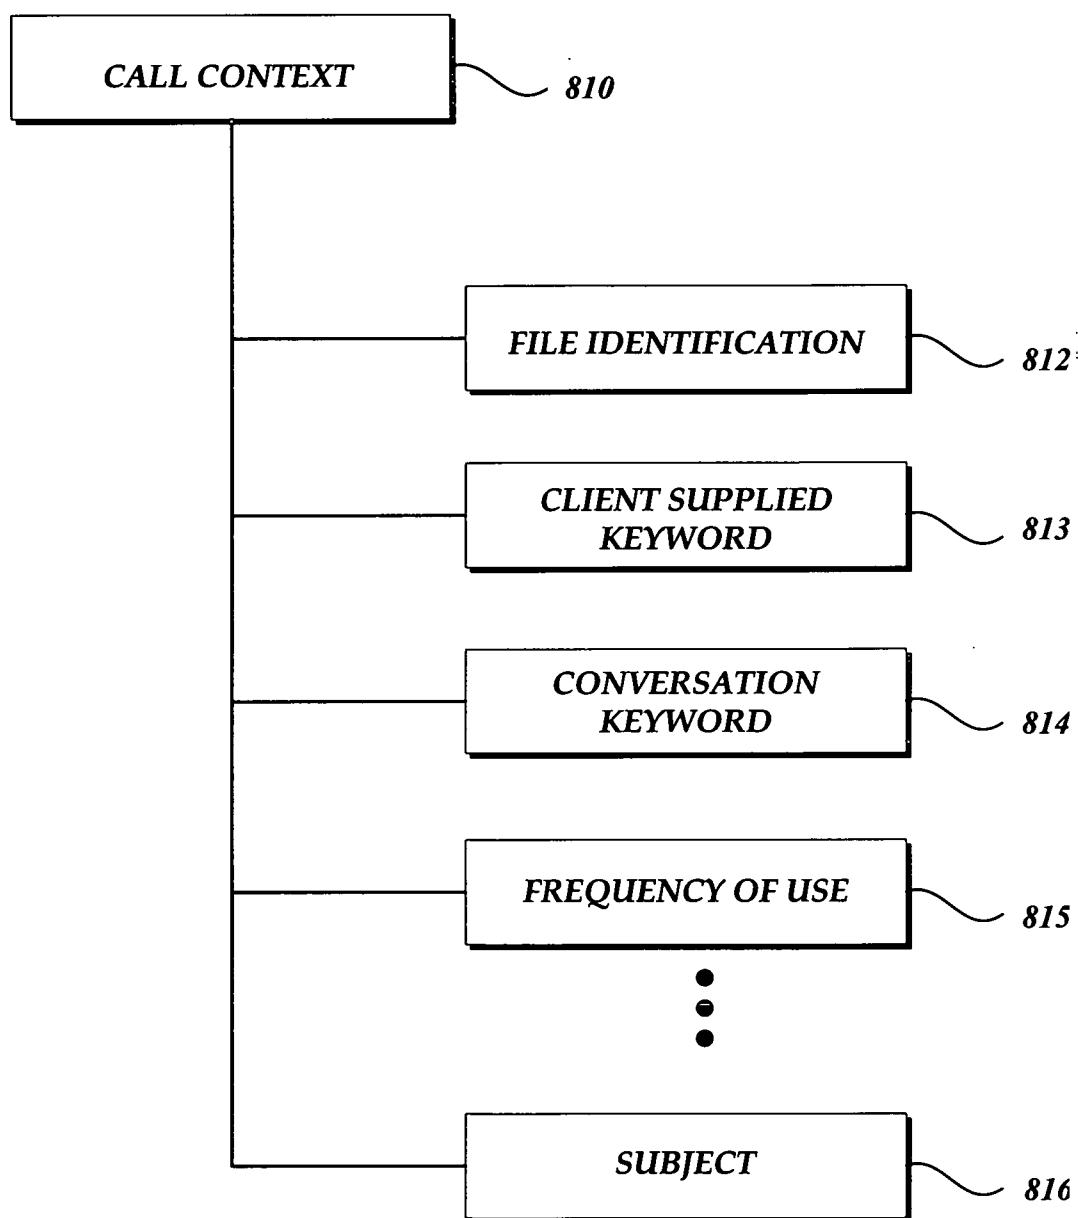 CALL CONTEXT
810
FILE IDENTIFICATION
812
CLIENT SUPPLIED
KEYWORD
813
CONVERSATION
KEYWORD
814
FREQUENCY OF USE
815
SUBJECT
816